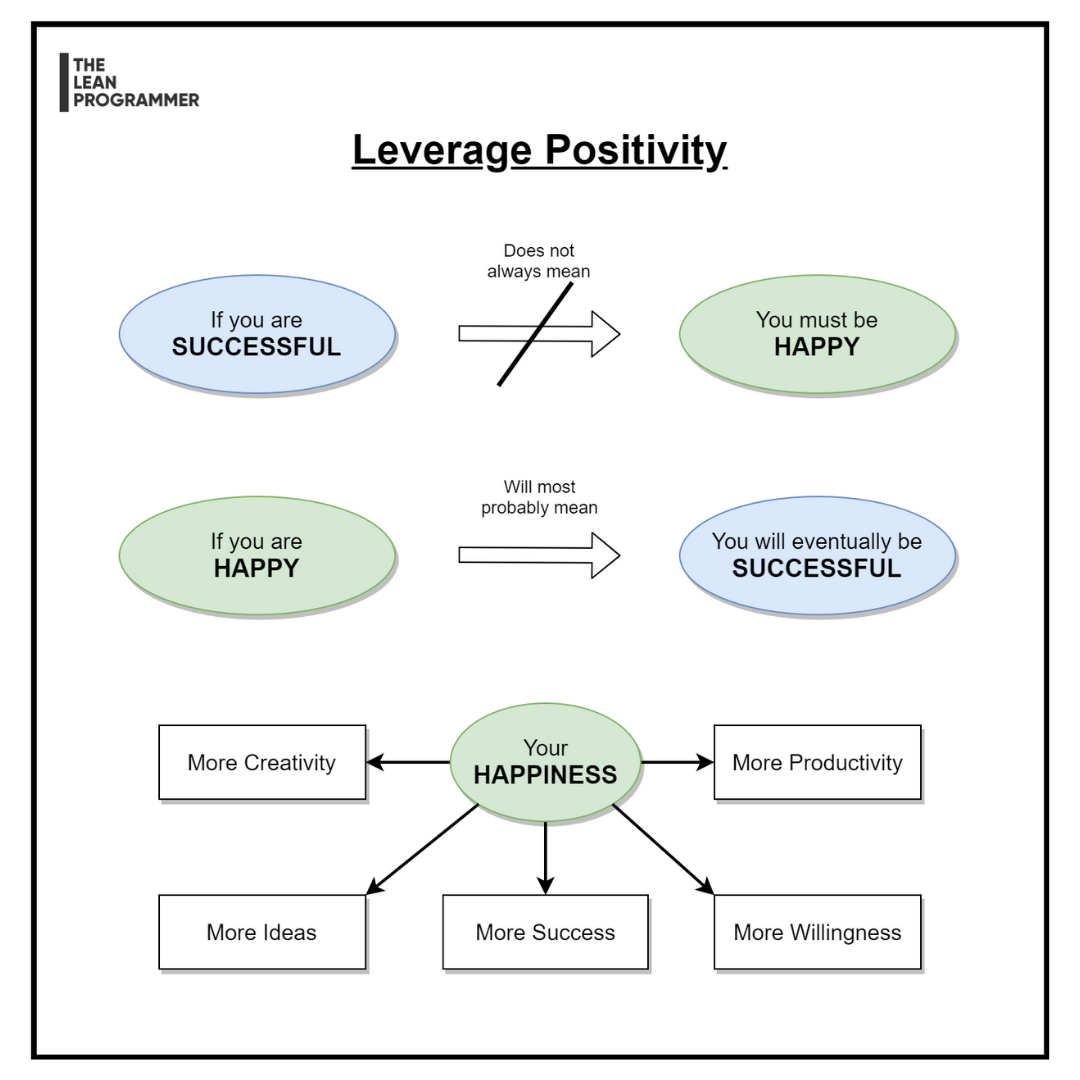 THE
LEAN
PROGRAMMER
Leverage Positivity
Does not
always mean
If you are
SUCCESSFUL
You must be
HAPPY
Will most
probably mean
If you are
HAPPY
You will eventually be
SUCCESSFUL
More Creativity
Your
HAPPINESS
More Productivity
More Ideas
More Success
More Willingness